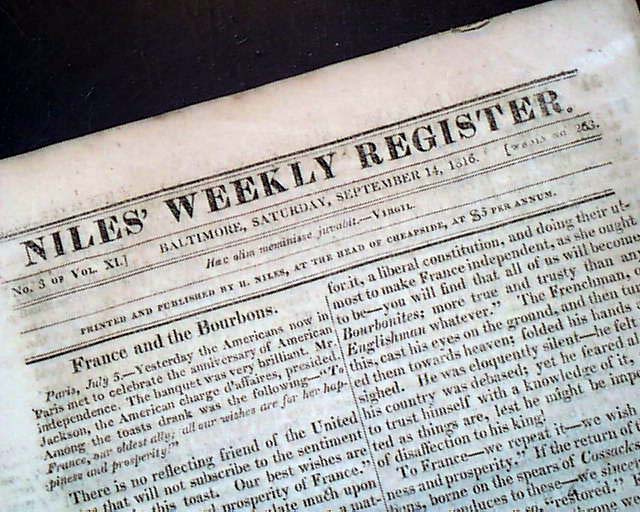 NILES' WEEKLY REGISTER.
No. 3 OF VOL. XI.] BALTIMORE, SATURDAY, SEPTEMBER 14, 1816. [WHOLE NO. 263.
Hæc olim meminisse juvabit.—VIRGIL.
PRINTED AND PUBLISHED BY H. NILES, AT THE HEAD OF CHEAPSIDE, AT $5 PER ANNUM.
France and the Bourbons.
Paris, July 5.—Yesterday the Americans now in
Paris met to celebrate the anniversary of American
independence. The banquet was very brilliant. Mr.
Jackson, the American charge d'affaires, presided.
Among the toasts drank was the following—"To
France, our oldest ally, all our wishes are for her hap-
piness and prosperity."
There is no reflecting friend of the United
that will not subscribe to the sentiment
in this toast. Our best wishes are
prosperity of France.
much upon
a mat-
for it, a liberal constitution, and doing their ut-
most to make France independent, as she ought
to be—you will find that all of us will become
Bourbonites; more true and trusty than any
Englishman whatever." The Frenchman, on
this, cast his eyes on the ground, and then turn
ed them towards heaven; folded his hands and
sighed. He was eloquently silent—he felt
his country was debased; yet he feared
to trust himself with a knowledge of it,
ted as things are, lest he might be
of disaffection to his king!
To France—we repeat it—we wish
ness and prosperity." If the return of
bons, borne on the spears of Cossacks
conduces to these—we
so, "restored."